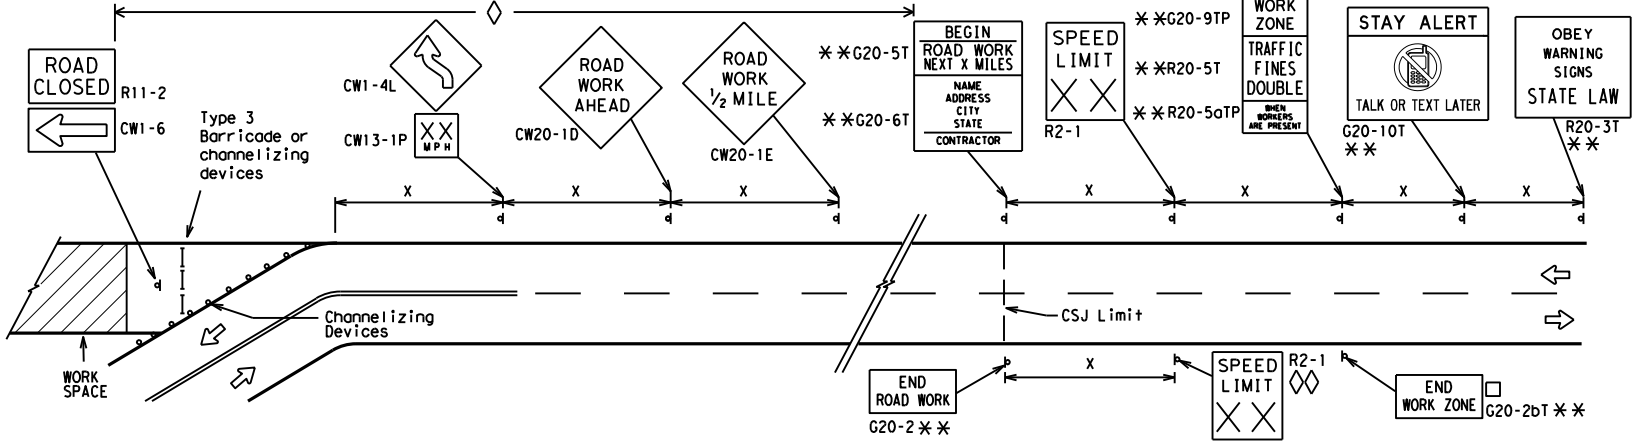 ROAD
CLOSED
R11-2
CW1-6
Type 3
Barricade or
channelizing
devices
CW1-4L
XX
MPH
CW13-1P
ROAD
WORK
AHEAD
CW20-1D
ROAD
WORK
1/2 MILE
CW20-1E
**G20-5T
**G20-6T
BEGIN
ROAD WORK
NEXT X MILES
NAME
ADDRESS
CITY
STATE
CONTRACTOR
SPEED
LIMIT
XX
R2-1
**G20-9TP
**R20-5T
**R20-5aTP
WORK
ZONE
TRAFFIC
FINES
DOUBLE
WHEN
WORKERS
ARE PRESENT
STAY ALERT
TALK OR TEXT LATER
G20-10T
**
OBEY
WARNING
SIGNS
STATE LAW
R20-3T
**
X X X X X X X
Channelizing
Devices
CSJ Limit
WORK
SPACE
X
END
ROAD WORK
G20-2 **
SPEED
LIMIT
XX
R2-1
END
WORK ZONE
G20-2bT **